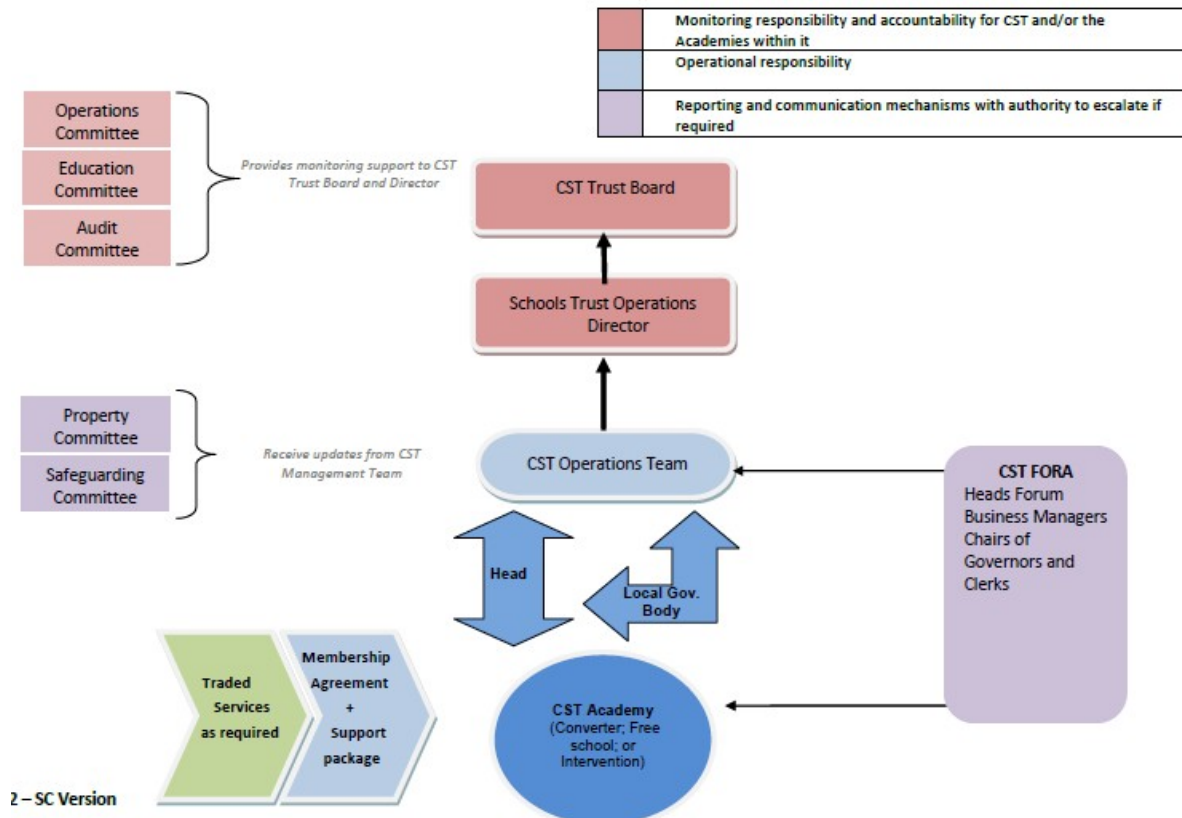 Monitoring responsibility and accountability for CST and/or the
Academies within it
Operational responsibility
Reporting and communication mechanisms with authority to escalate if
required
Operations
Committee
Education
Committee
Audit
Committee
Provides monitoring support to CST
Trust Board and Director
CST Trust Board
Schools Trust Operations
Director
Property
Committee
Safeguarding
Committee
Receive updates from CST
Management Team
CST Operations Team
CST FORA
Heads Forum
Business Managers
Chairs of
Governors and
Clerks
Head
Local Gov.
Body
Traded
Services
as required
Membership
Agreement
+
Support
package
CST Academy
(Converter; Free
school; or
Intervention)
2 – SC Version